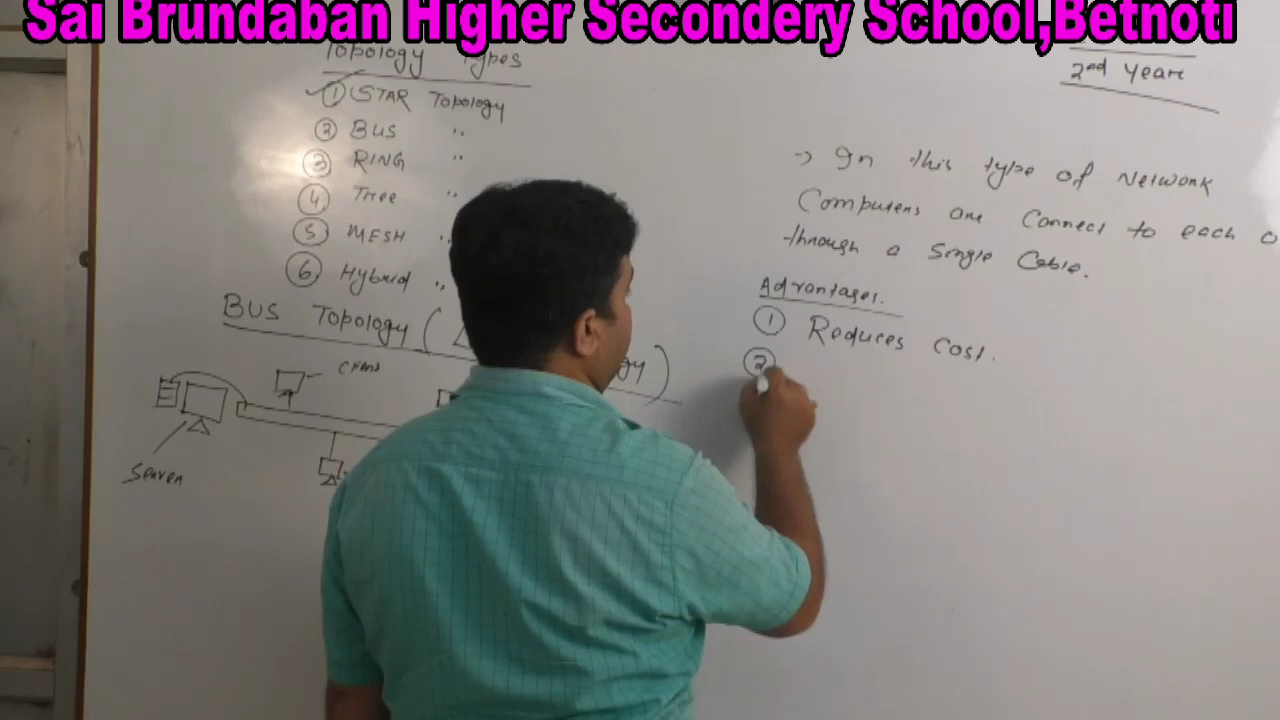 Sai Brundaban Higher Secondery School,Betnoti
Topology Types
① STAR Topology
② BUS "
③ RING "
④ Tree "
⑤ MESH "
⑥ Hybrid "
BUS Topology (
gy)
Server
2nd Year
→ In this type of Network
Computers are Connect to each o
through a Single Cable.
Advantages.
① Reduces Cost.
②